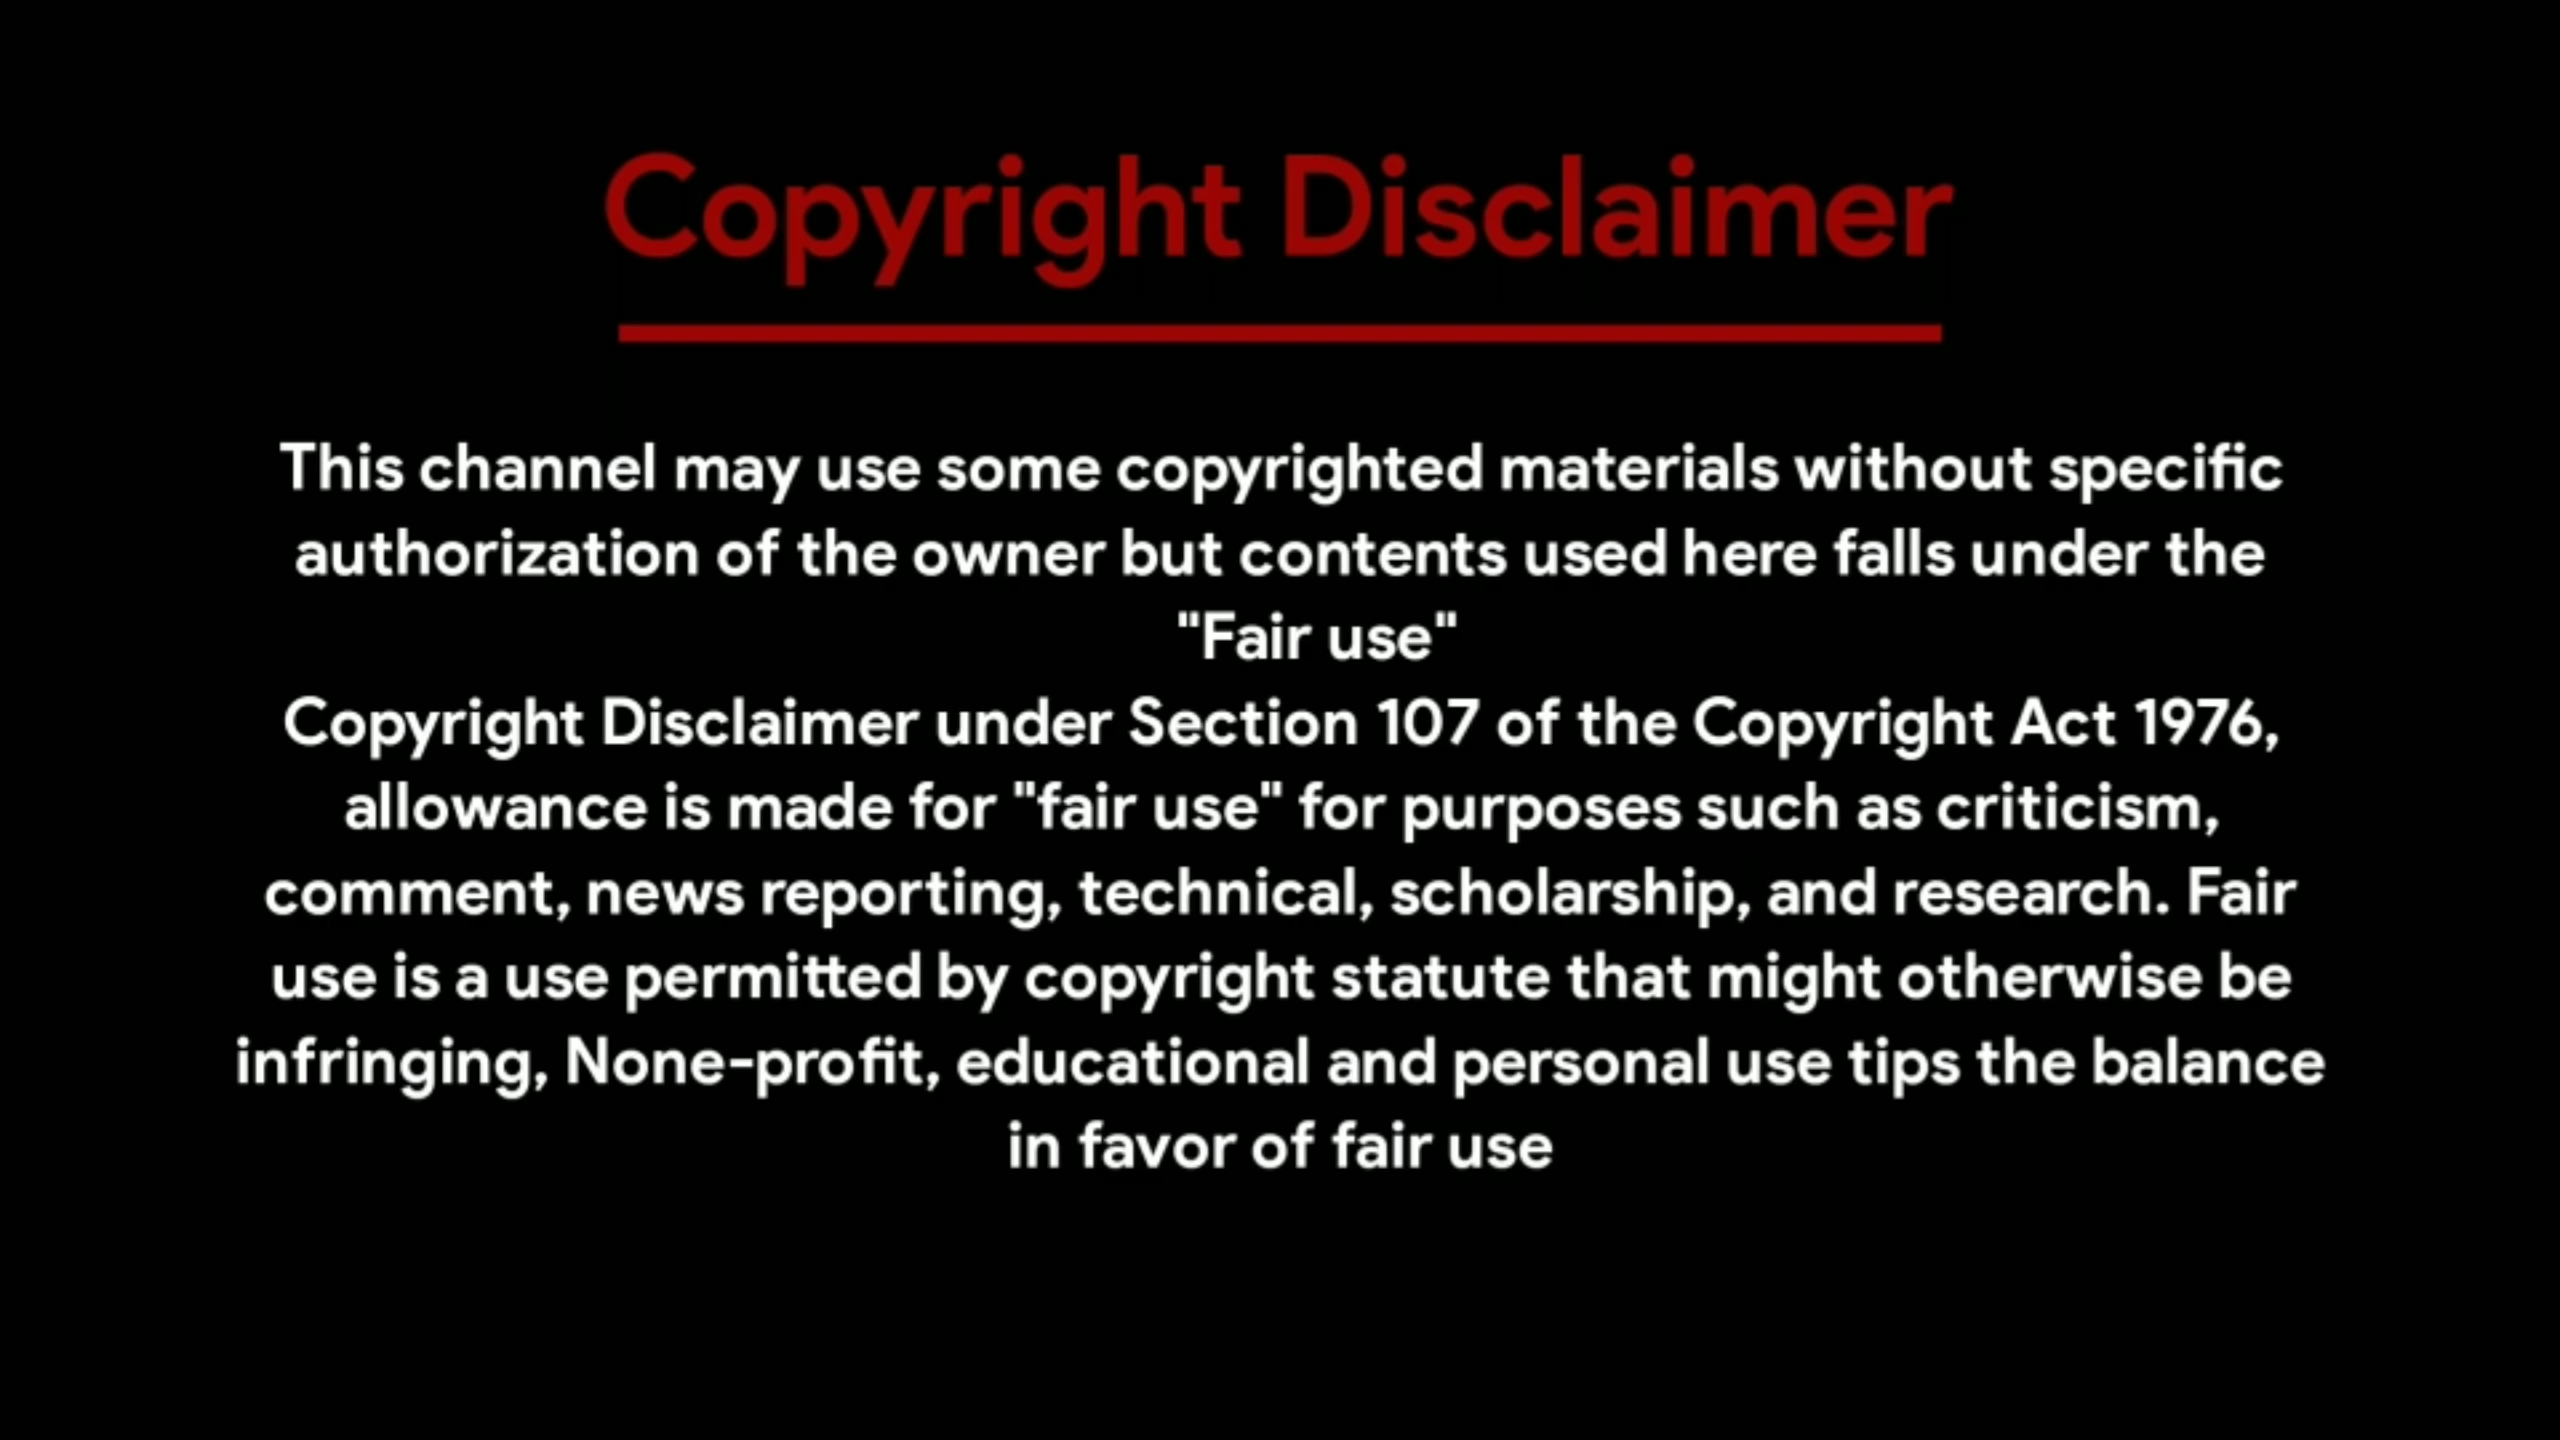 Copyright Disclaimer
This channel may use some copyrighted materials without specific
authorization of the owner but contents used here falls under the
"Fair use"
Copyright Disclaimer under Section 107 of the Copyright Act 1976,
allowance is made for "fair use" for purposes such as criticism,
comment, news reporting, technical, scholarship, and research. Fair
use is a use permitted by copyright statute that might otherwise be
infringing, None-profit, educational and personal use tips the balance
in favor of fair use